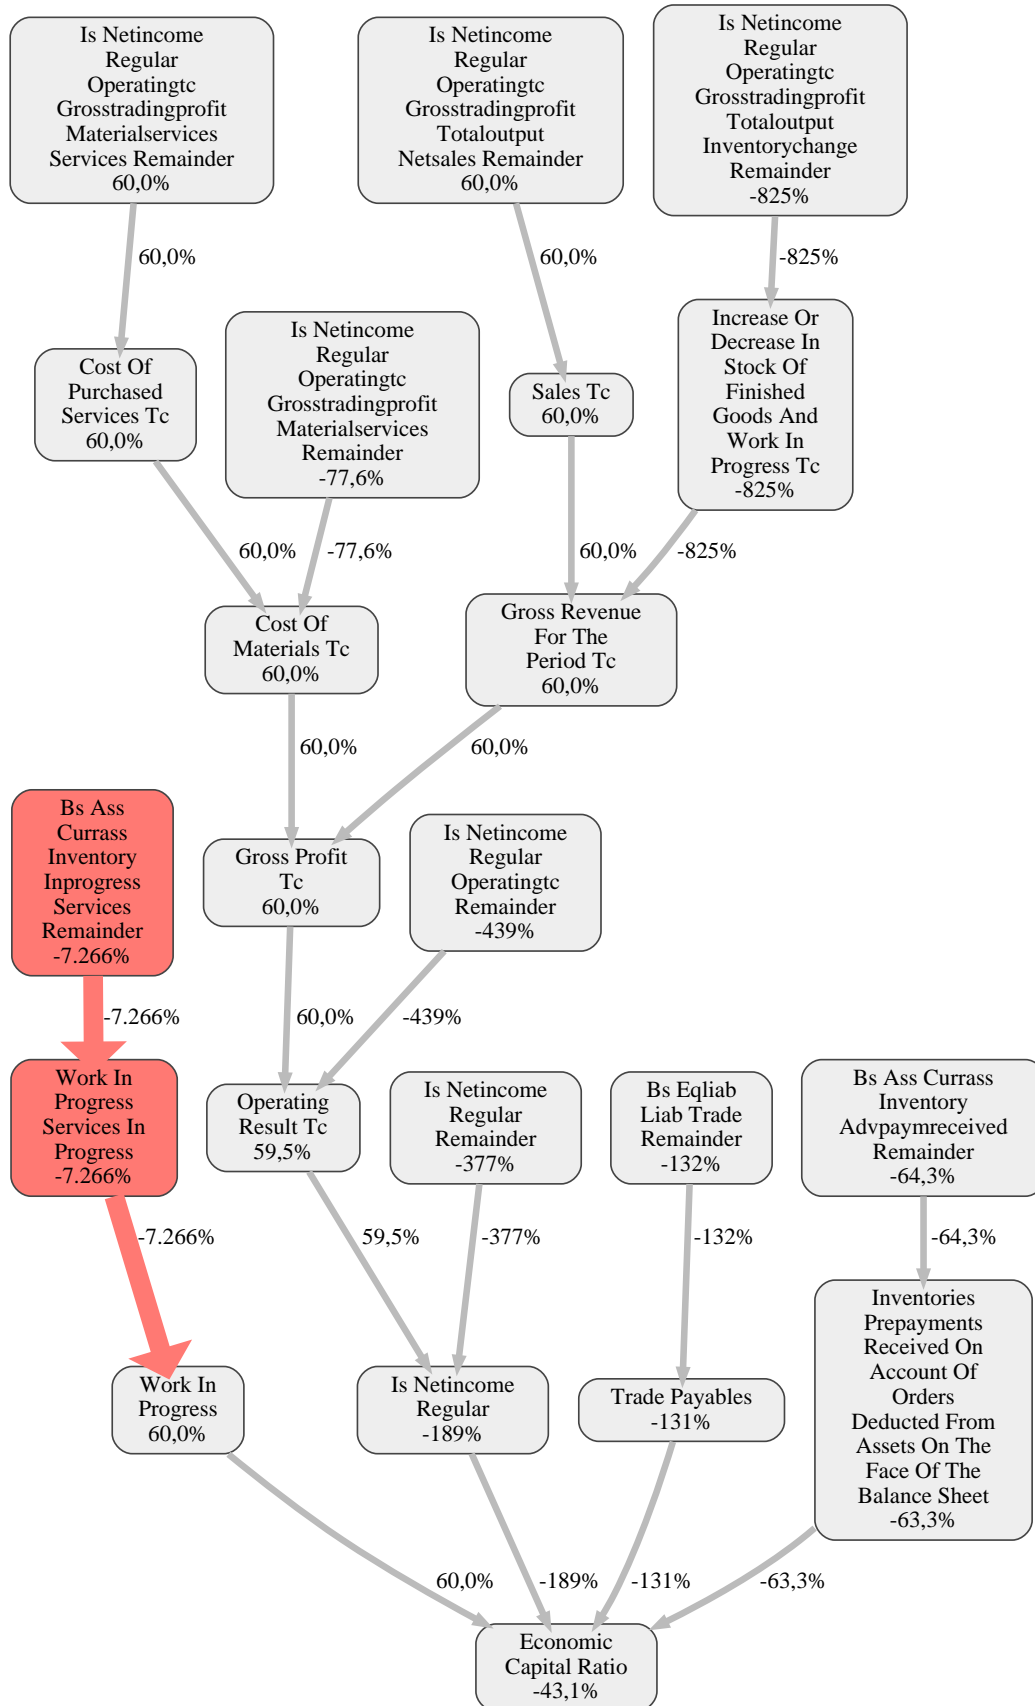 Is Netincome
Regular
Operatingtc
Grosstradingprofit
Materialservices
Services Remainder
60,0%
Is Netincome
Regular
Operatingtc
Grosstradingprofit
Totaloutput
Netsales Remainder
60,0%
Is Netincome
Regular
Operatingtc
Grosstradingprofit
Totaloutput
Inventorychange
Remainder
-825%
60,0%
60,0%
-825%
Cost Of
Purchased
Services Tc
60,0%
Is Netincome
Regular
Operatingtc
Grosstradingprofit
Materialservices
Remainder
-77,6%
Sales Tc
60,0%
Increase Or
Decrease In
Stock Of
Finished
Goods And
Work In
Progress Tc
-825%
60,0%
-77,6%
60,0%
-825%
Cost Of
Materials Tc
60,0%
Gross Revenue
For The
Period Tc
60,0%
60,0%
60,0%
Bs Ass
Currass
Inventory
Inprogress
Services
Remainder
-7.266%
Gross Profit
Tc
60,0%
Is Netincome
Regular
Operatingtc
Remainder
-439%
-7.266%
60,0%
-439%
Work In
Progress
Services In
Progress
-7.266%
Operating
Result Tc
59,5%
Is Netincome
Regular
Remainder
-377%
Bs Eqliab
Liab Trade
Remainder
-132%
Bs Ass Currass
Inventory
Advpaymreceived
Remainder
-64,3%
-7.266%
59,5%
-377%
-132%
-64,3%
Work In
Progress
60,0%
Is Netincome
Regular
-189%
Trade Payables
-131%
Inventories
Prepayments
Received On
Account Of
Orders
Deducted From
Assets On The
Face Of The
Balance Sheet
-63,3%
60,0%
-189%
-131%
-63,3%
Economic
Capital Ratio
-43,1%